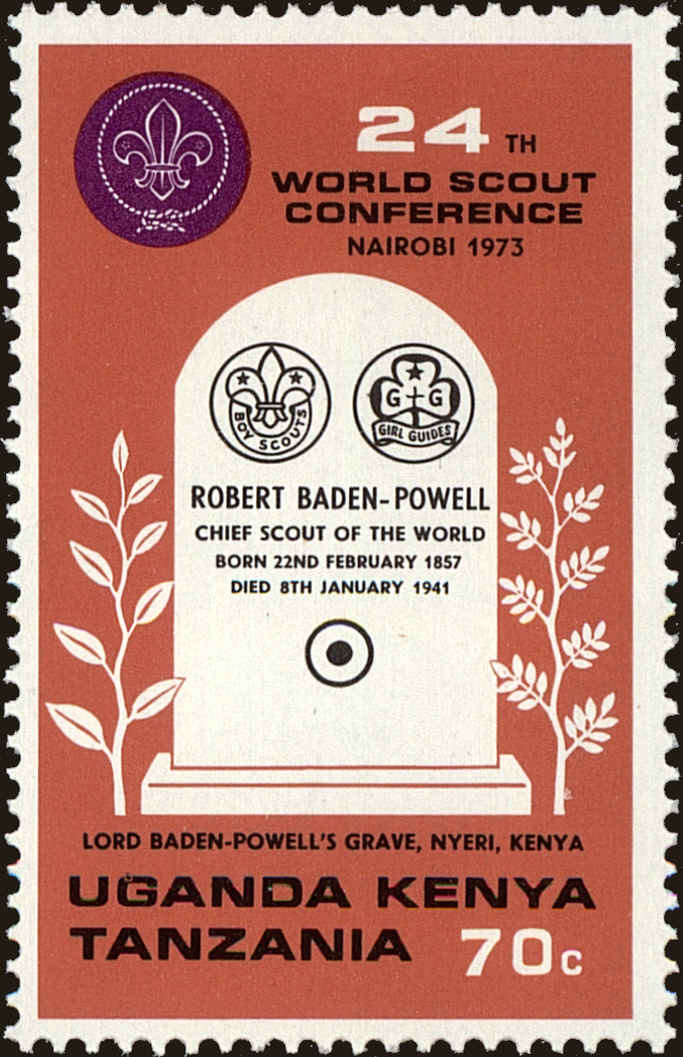 24 TH
WORLD SCOUT
CONFERENCE
NAIROBI 1973
BOY SCOUTS
G G
GIRL GUIDES
ROBERT BADEN-POWELL
CHIEF SCOUT OF THE WORLD
BORN 22ND FEBRUARY 1857
DIED 8TH JANUARY 1941
LORD BADEN-POWELL'S GRAVE, NYERI, KENYA
UGANDA KENYA
TANZANIA 70c